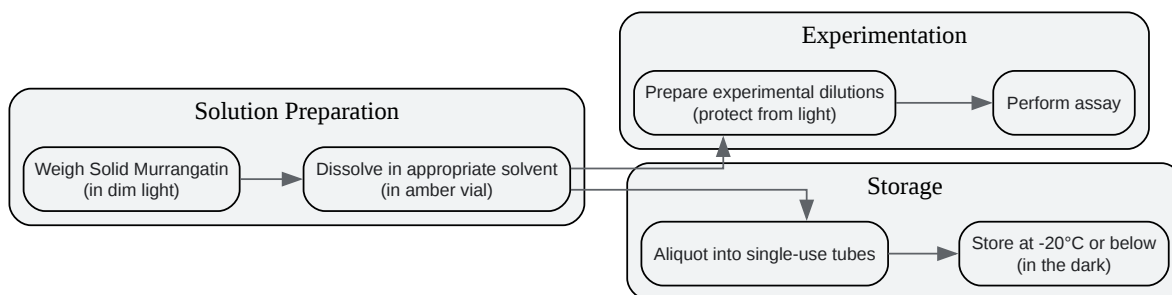 Solution Preparation
Weigh Solid Murrangatin
(in dim light)
Dissolve in appropriate solvent
(in amber vial)
Experimentation
Prepare experimental dilutions
(protect from light)
Perform assay
Storage
Aliquot into single-use tubes
Store at -20°C or below
(in the dark)